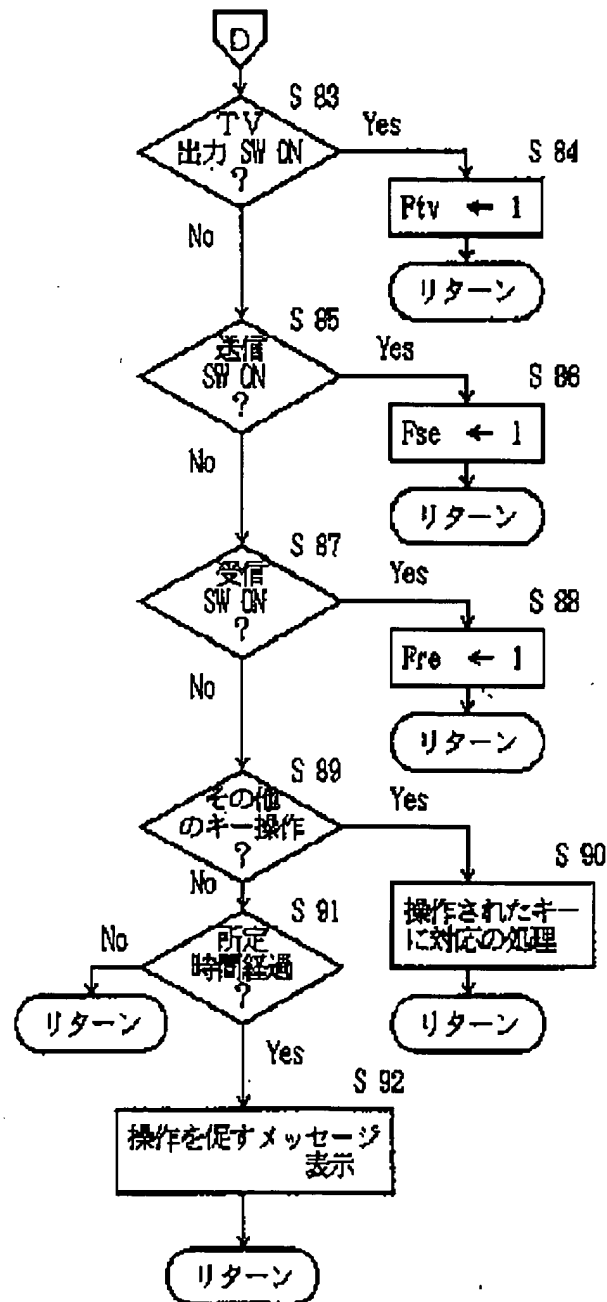 D
S 83
TV
出力 SW ON
?
Yes
S 84
Ftv ← 1
リターン
No
S 85
送信
SW ON
?
Yes
S 86
Fse ← 1
リターン
No
S 87
受信
SW ON
?
Yes
S 88
Fre ← 1
リターン
No
S 89
その他
のキー操作
?
Yes
S 90
操作されたキー
に対応の処理
リターン
No
S 91
所定
時間経過
?
No
リターン
Yes
S 92
操作を促すメッセージ
表示
リターン